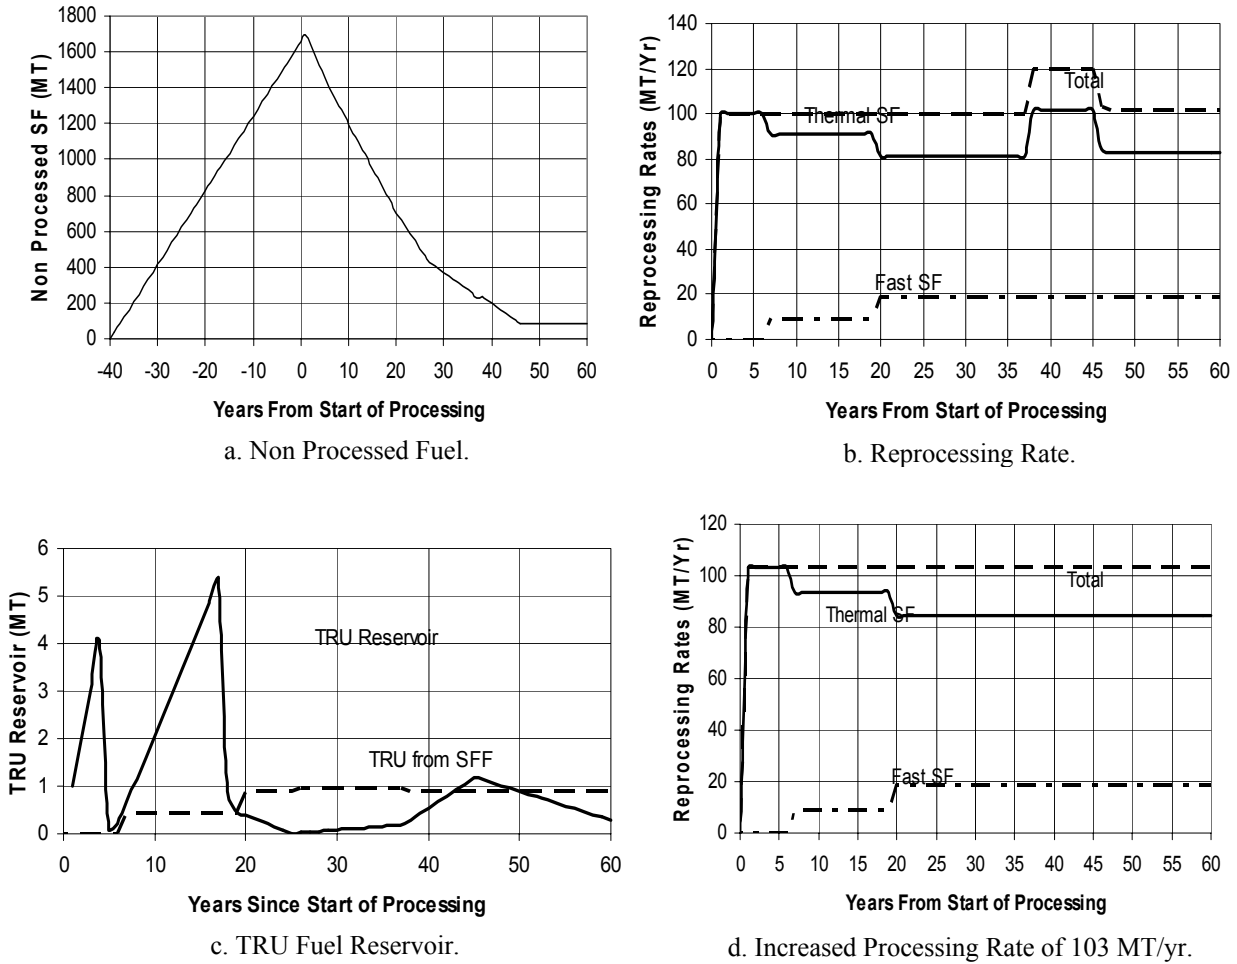 1800
1600
1400
1200
1000
800
600
400
200
0
Non Processed SF (MT)
-40 -30 -20 -10 0 10 20 30 40 50 60
Years From Start of Processing
a. Non Processed Fuel.
140
120
100
80
60
40
20
0
Reprocessing Rates (MT/Yr)
Total
Thermal SF
Fast SF
0 5 10 15 20 25 30 35 40 45 50 55 60
Years From Start of Processing
b. Reprocessing Rate.
6
5
4
3
2
1
0
TRU Reservoir (MT)
TRU Reservoir
TRU from SFF
0 10 20 30 40 50 60
Years Since Start of Processing
c. TRU Fuel Reservoir.
120
100
80
60
40
20
0
Reprocessing Rates (MT/Yr)
Total
Thermal SF
Fast SF
0 5 10 15 20 25 30 35 40 45 50 55 60
Years From Start of Processing
d. Increased Processing Rate of 103 MT/yr.